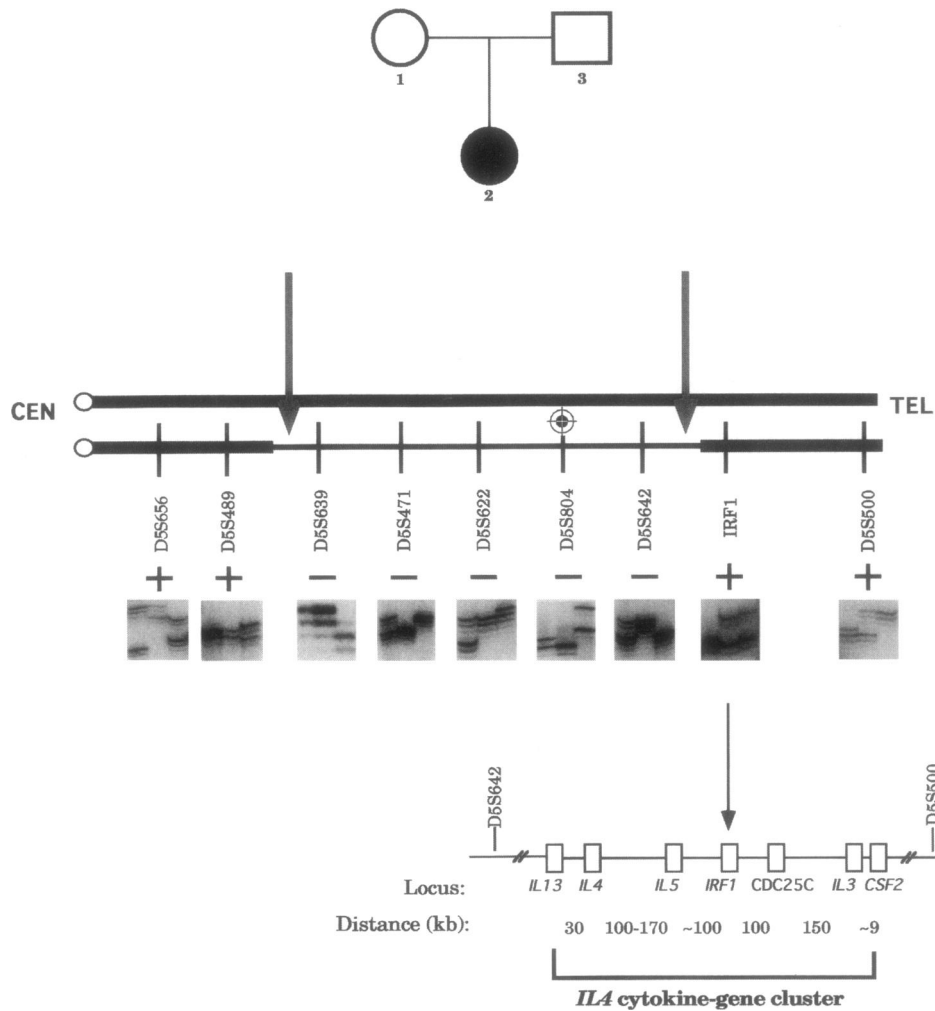 1
3
2
CEN
TEL
D5S656
D5S489
D5S639
D5S471
D5S622
D5S804
D5S642
IRF1
D5S500
+
+
−
−
−
−
−
+
+
D5S642
D5S500
Locus:
IL13 IL4 IL5 IRF1 CDC25C IL3 CSF2
Distance (kb):
30 100-170 ~100 100 150 ~9
IL4 cytokine-gene cluster